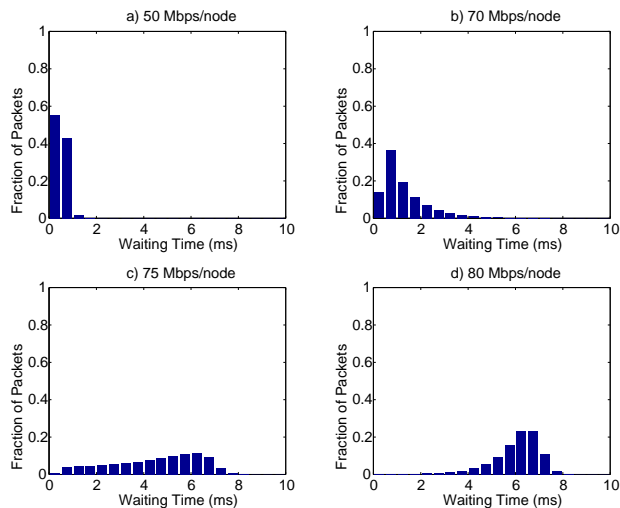 a) 50 Mbps/node
1
0.8
0.6
0.4
0.2
0
Fraction of Packets
0 2 4 6 8 10
Waiting Time (ms)
b) 70 Mbps/node
1
0.8
0.6
0.4
0.2
0
Fraction of Packets
0 2 4 6 8 10
Waiting Time (ms)
c) 75 Mbps/node
1
0.8
0.6
0.4
0.2
0
Fraction of Packets
0 2 4 6 8 10
Waiting Time (ms)
d) 80 Mbps/node
1
0.8
0.6
0.4
0.2
0
Fraction of Packets
0 2 4 6 8 10
Waiting Time (ms)